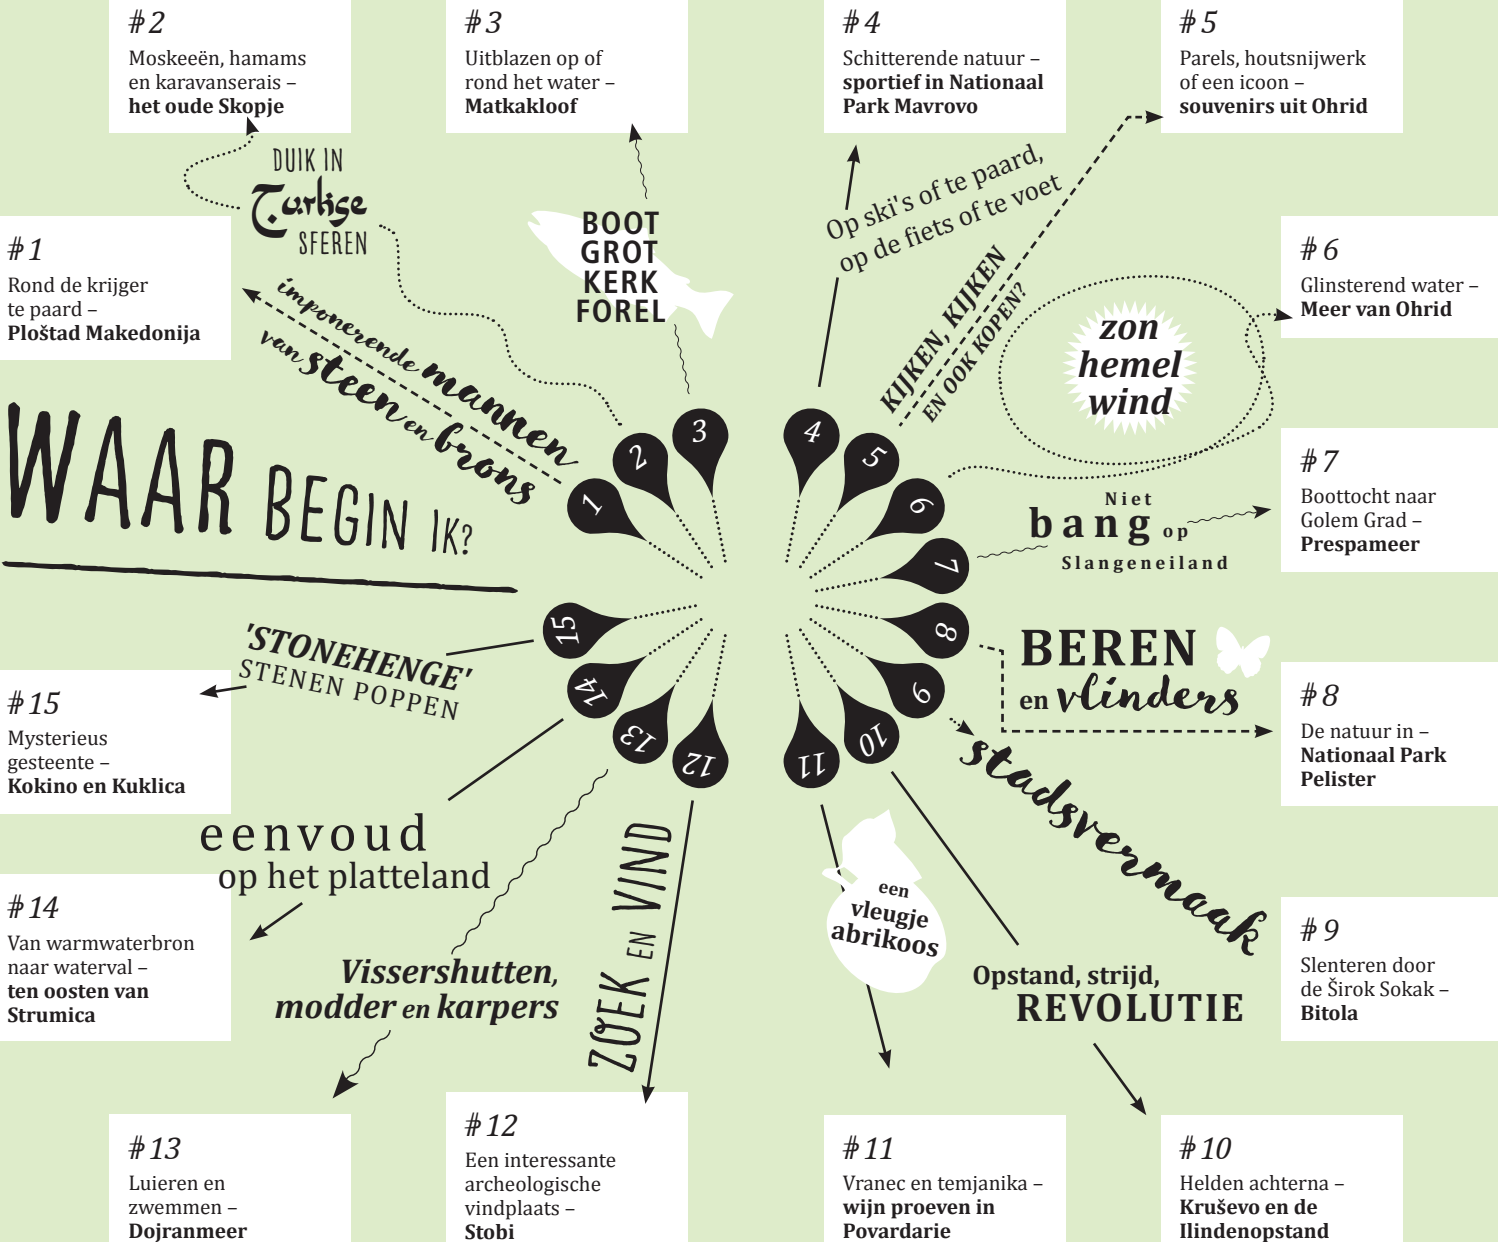 #2
Moskeeën, hamams
en karavanserais –
het oude Skopje
#3
Uitblazen op of
rond het water –
Matkakloof
#4
Schitterende natuur –
sportief in Nationaal
Park Mavrovo
#5
Parels, houtsnijwerk
of een icoon –
souvenirs uit Ohrid
DUIK IN
Turkse
SFEREN
BOOT
GROT
KERK
FOREL
Op ski's of te paard,
op de fiets of te voet
KIJKEN, KIJKEN
EN OOK KOPEN?
#1
Rond de krijger
te paard –
Ploštad Makedonija
imponerende mannen
van steen en brons
zon
hemel
wind
#6
Glinsterend water –
Meer van Ohrid
WAAR BEGIN IK?
1
2
3
4
5
6
7
8
9
10
11
12
13
14
15
Niet
bang op
Slangeneiland
#7
Boottocht naar
Golem Grad –
Prespameer
'STONEHENGE'
STENEN POPPEN
BEREN
en vlinders
#15
Mysterieus
gesteente –
Kokino en Kuklica
#8
De natuur in –
Nationaal Park
Pelister
stadsvermaak
eenvoud
op het platteland
ZOEK EN VIND
een
vleugje
abrikoos
#14
Van warmwaterbron
naar waterval –
ten oosten van
Strumica
Vissershutten,
modder en karpers
Opstand, strijd,
REVOLUTIE
#9
Slenteren door
de Širok Sokak –
Bitola
#13
Luieren en
zwemmen –
Dojranmeer
#12
Een interessante
archeologische
vindplaats –
Stobi
#11
Vranec en temjanika –
wijn proeven in
Povardarie
#10
Helden achterna –
Kruševo en de
Ilindenopstand